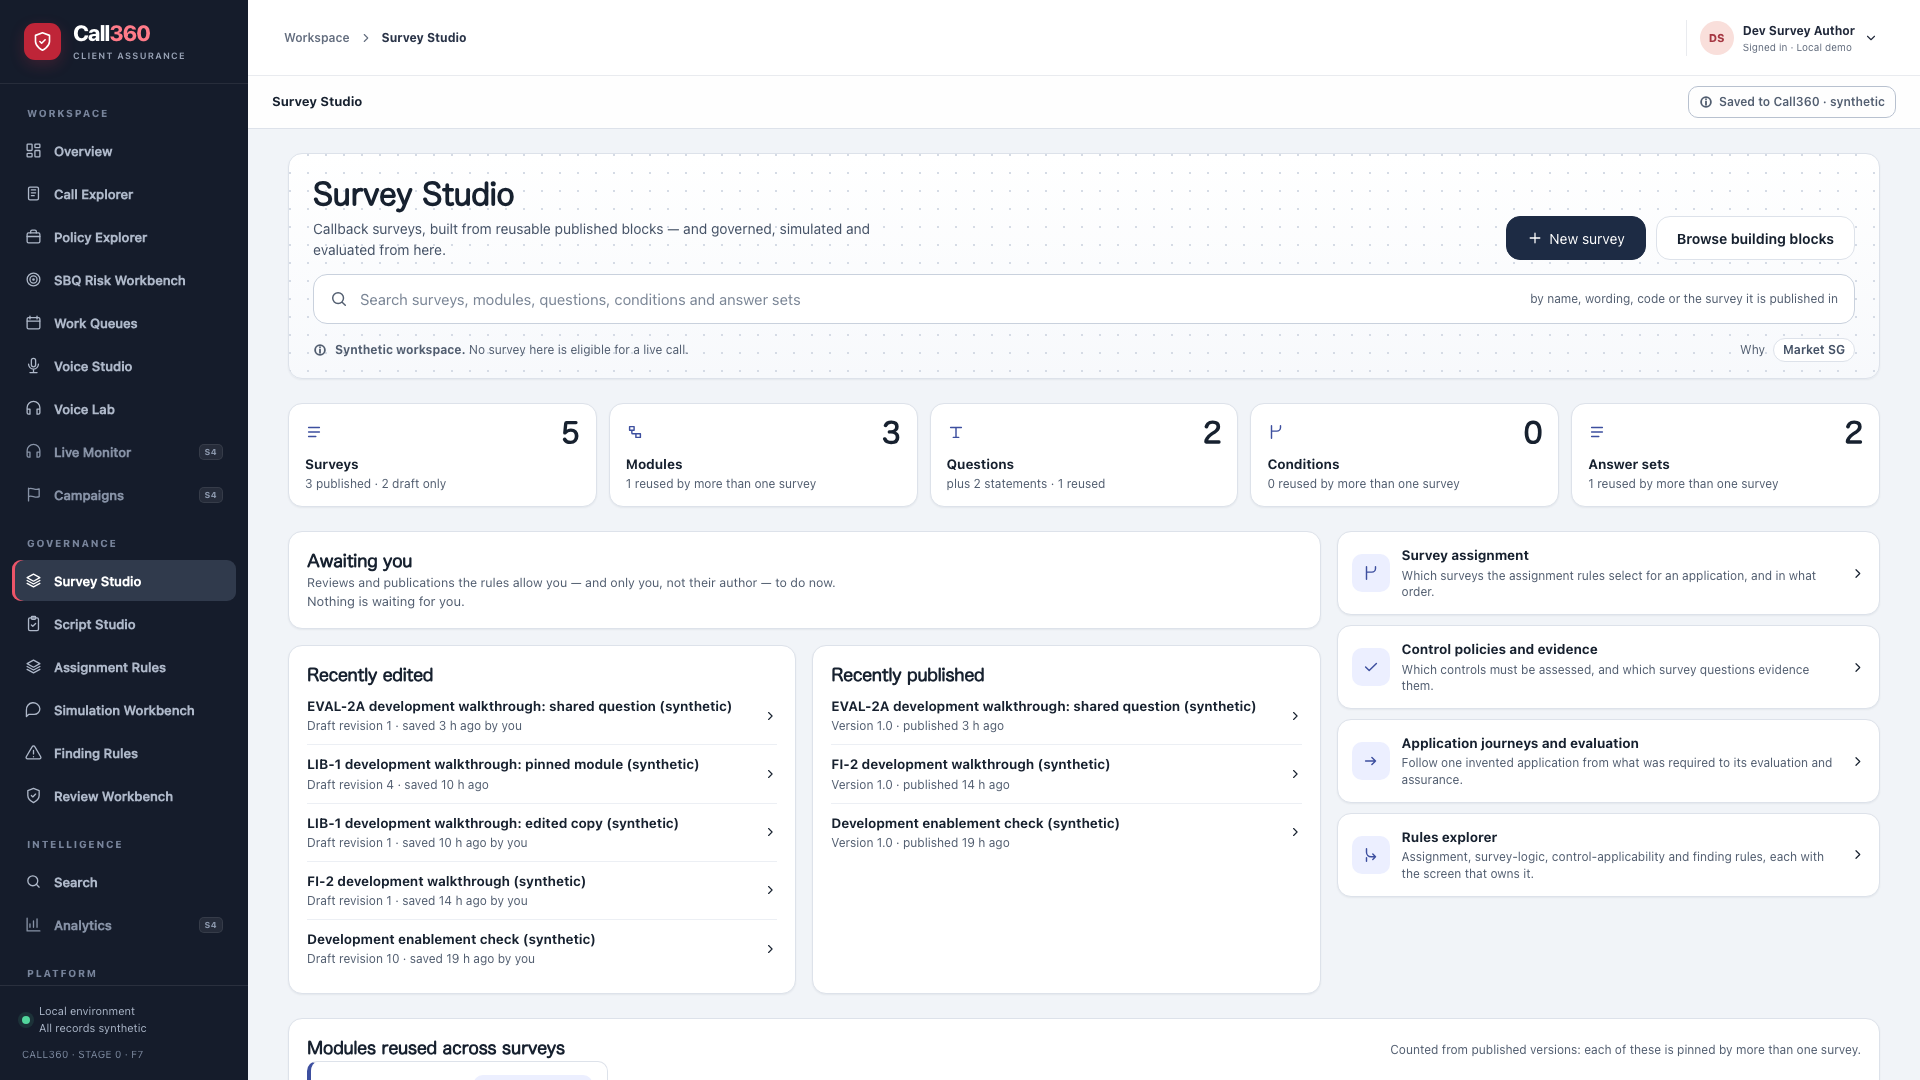 Call360
CLIENT ASSURANCE
WORKSPACE
Overview
Call Explorer
Policy Explorer
SBQ Risk Workbench
Work Queues
Voice Studio
Voice Lab
Live Monitor S4
Campaigns S4
GOVERNANCE
Survey Studio
Script Studio
Assignment Rules
Simulation Workbench
Finding Rules
Review Workbench
INTELLIGENCE
Search
Analytics S4
PLATFORM
Local environment
All records synthetic
CALL360 · STAGE 0 · F7
Workspace > Survey Studio
DS
Dev Survey Author
Signed in · Local demo
Survey Studio
Saved to Call360 · synthetic
Survey Studio
Callback surveys, built from reusable published blocks — and governed, simulated and
evaluated from here.
+ New survey
Browse building blocks
Search surveys, modules, questions, conditions and answer sets
by name, wording, code or the survey it is published in
Synthetic workspace. No survey here is eligible for a live call.
Why
Market SG
5
Surveys
3 published · 2 draft only
3
Modules
1 reused by more than one survey
2
Questions
plus 2 statements · 1 reused
0
Conditions
0 reused by more than one survey
2
Answer sets
1 reused by more than one survey
Awaiting you
Reviews and publications the rules allow you — and only you, not their author — to do now.
Nothing is waiting for you.
Recently edited
EVAL-2A development walkthrough: shared question (synthetic)
Draft revision 1 · saved 3 h ago by you
LIB-1 development walkthrough: pinned module (synthetic)
Draft revision 4 · saved 10 h ago
LIB-1 development walkthrough: edited copy (synthetic)
Draft revision 1 · saved 10 h ago by you
FI-2 development walkthrough (synthetic)
Draft revision 1 · saved 14 h ago by you
Development enablement check (synthetic)
Draft revision 10 · saved 19 h ago by you
Recently published
EVAL-2A development walkthrough: shared question (synthetic)
Version 1.0 · published 3 h ago
FI-2 development walkthrough (synthetic)
Version 1.0 · published 14 h ago
Development enablement check (synthetic)
Version 1.0 · published 19 h ago
Survey assignment
Which surveys the assignment rules select for an application, and in what
order.
Control policies and evidence
Which controls must be assessed, and which survey questions evidence
them.
Application journeys and evaluation
Follow one invented application from what was required to its evaluation and
assurance.
Rules explorer
Assignment, survey-logic, control-applicability and finding rules, each with
the screen that owns it.
Modules reused across surveys
Counted from published versions: each of these is pinned by more than one survey.